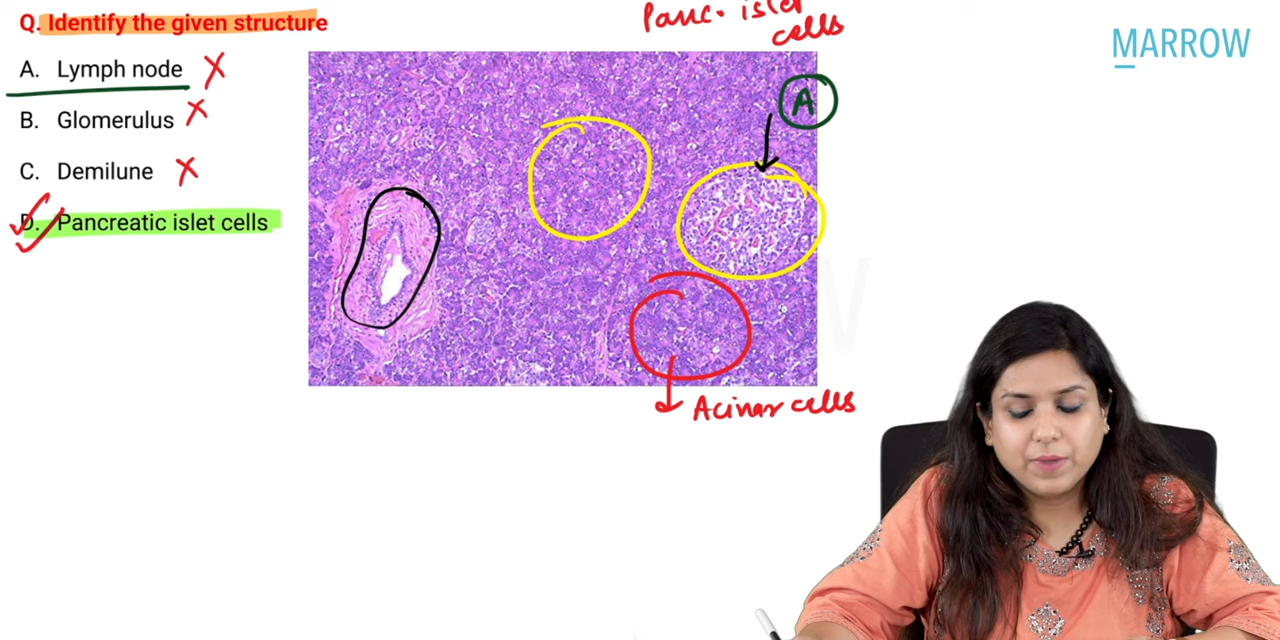 Q. Identify the given structure
A. Lymph node
B. Glomerulus
C. Demilune
D. Pancreatic islet cells
Panc. islet
cells
A
Acinar cells
MARROW